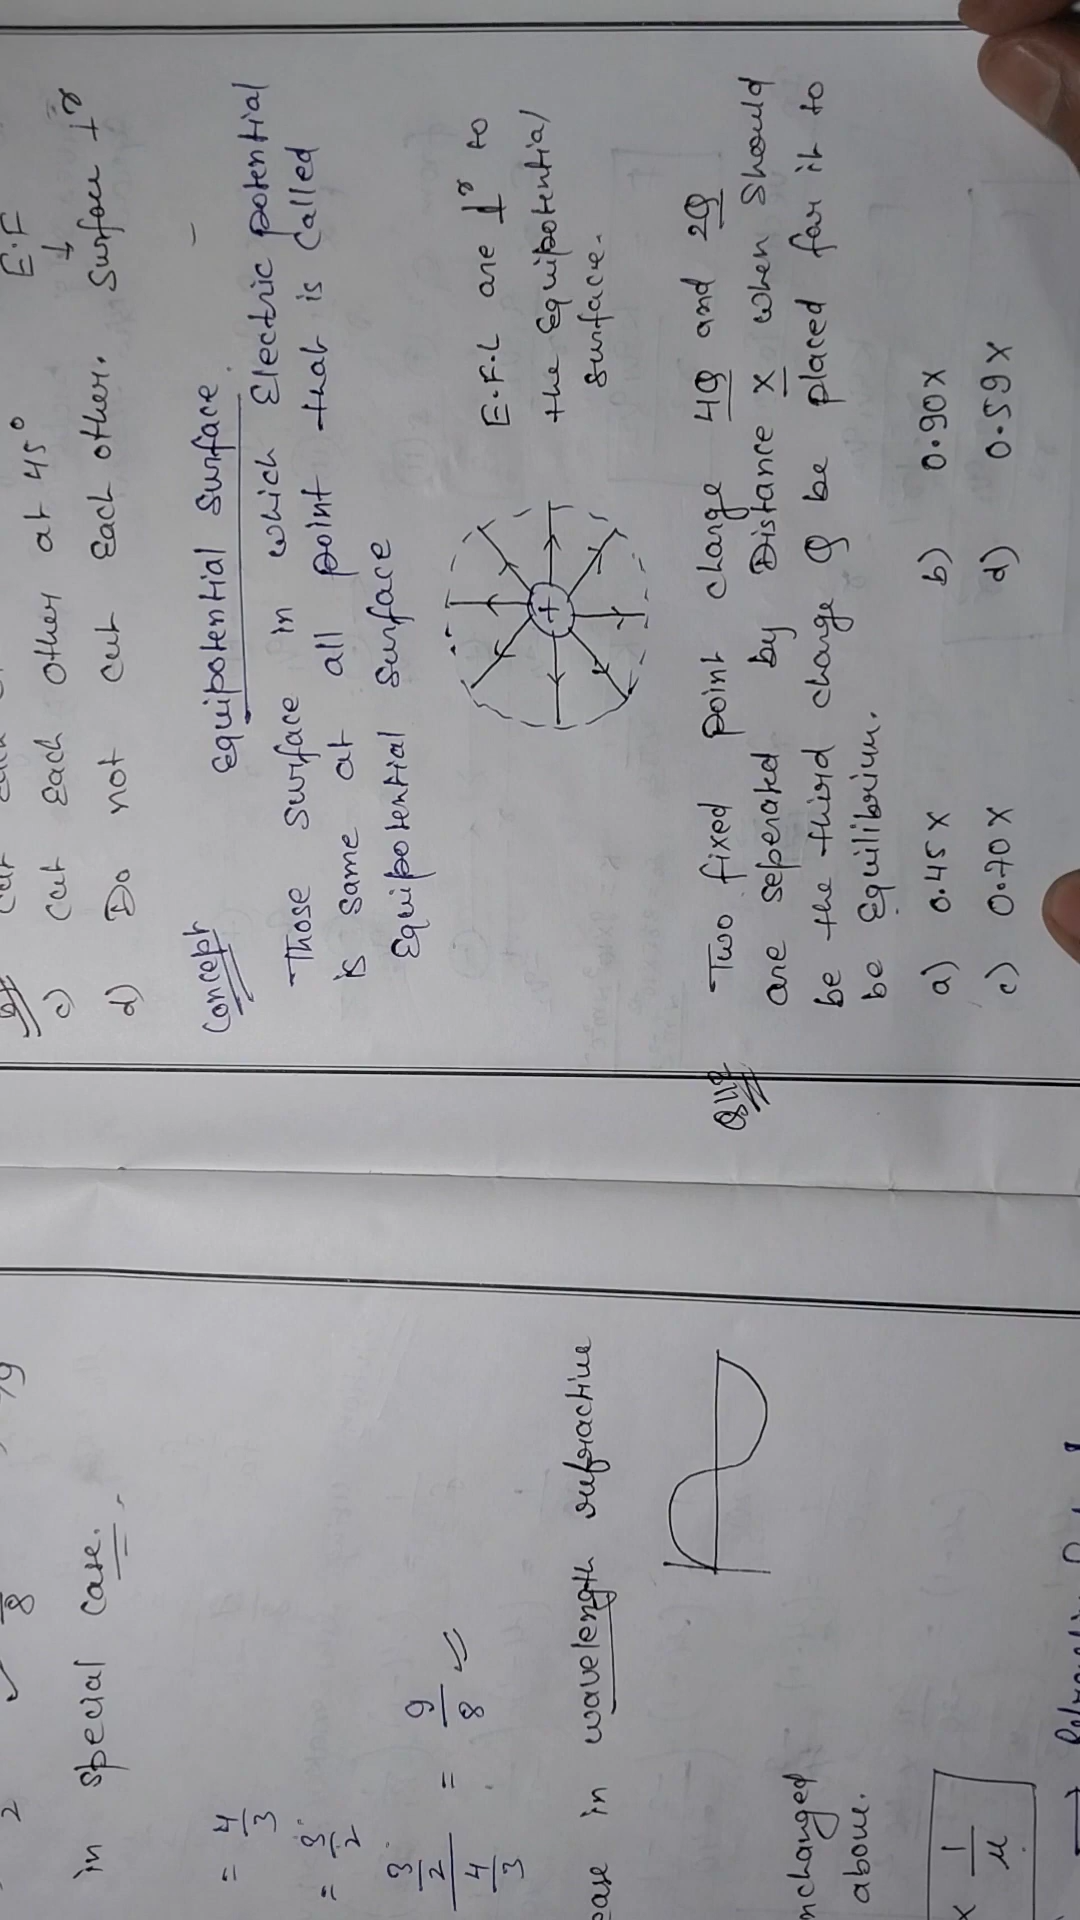 E.F
c) cut Each other at 45°
d) Do not cut Each other. Surface ⊥r
Concept
Equipotential Surface
Those surface in which Electric potential
is same at all point that is called
Equipotential surface
+
E.F.L are ⊥r to
the Equipotential
surface.
Q119
Two fixed point charge 4Q and 2Q
are seperated by Distance x when Should
be the third charge Q be placed for it to
be Equilibrium.
a) 0.45x b) 0.90x
c) 0.70x d) 0.59x
in special case.
= 4/3
= 3/2
3/2 / 4/3 = 9/8
in wavelength refractive
above.
x 1/μ